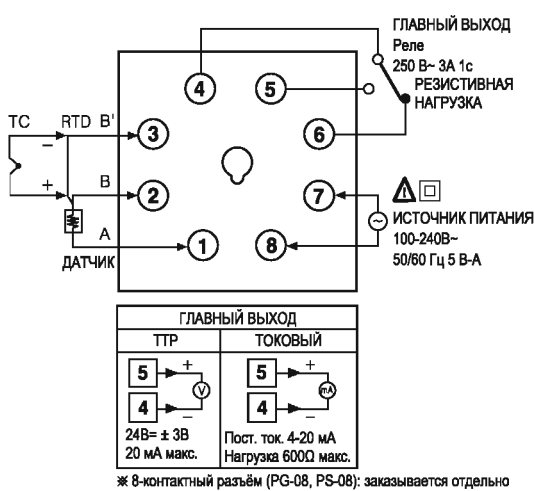 ГЛАВНЫЙ ВЫХОД
Реле
250 В~ 3А 1с
РЕЗИСТИВНАЯ
НАГРУЗКА
4
5
TC
RTD
B'
3
6
−
+
B
2
7
A
1
8
ДАТЧИК
ИСТОЧНИК ПИТАНИЯ
100-240В~
50/60 Гц 5 В-А
ГЛАВНЫЙ ВЫХОД
ТТР
ТОКОВЫЙ
5
+
4
−
V
5
+
4
−
mA
24В= ± 3В
20 мА макс.
Пост. ток. 4-20 мА
Нагрузка 600Ω макс.
※ 8-контактный разъём (PG-08, PS-08): заказывается отдельно